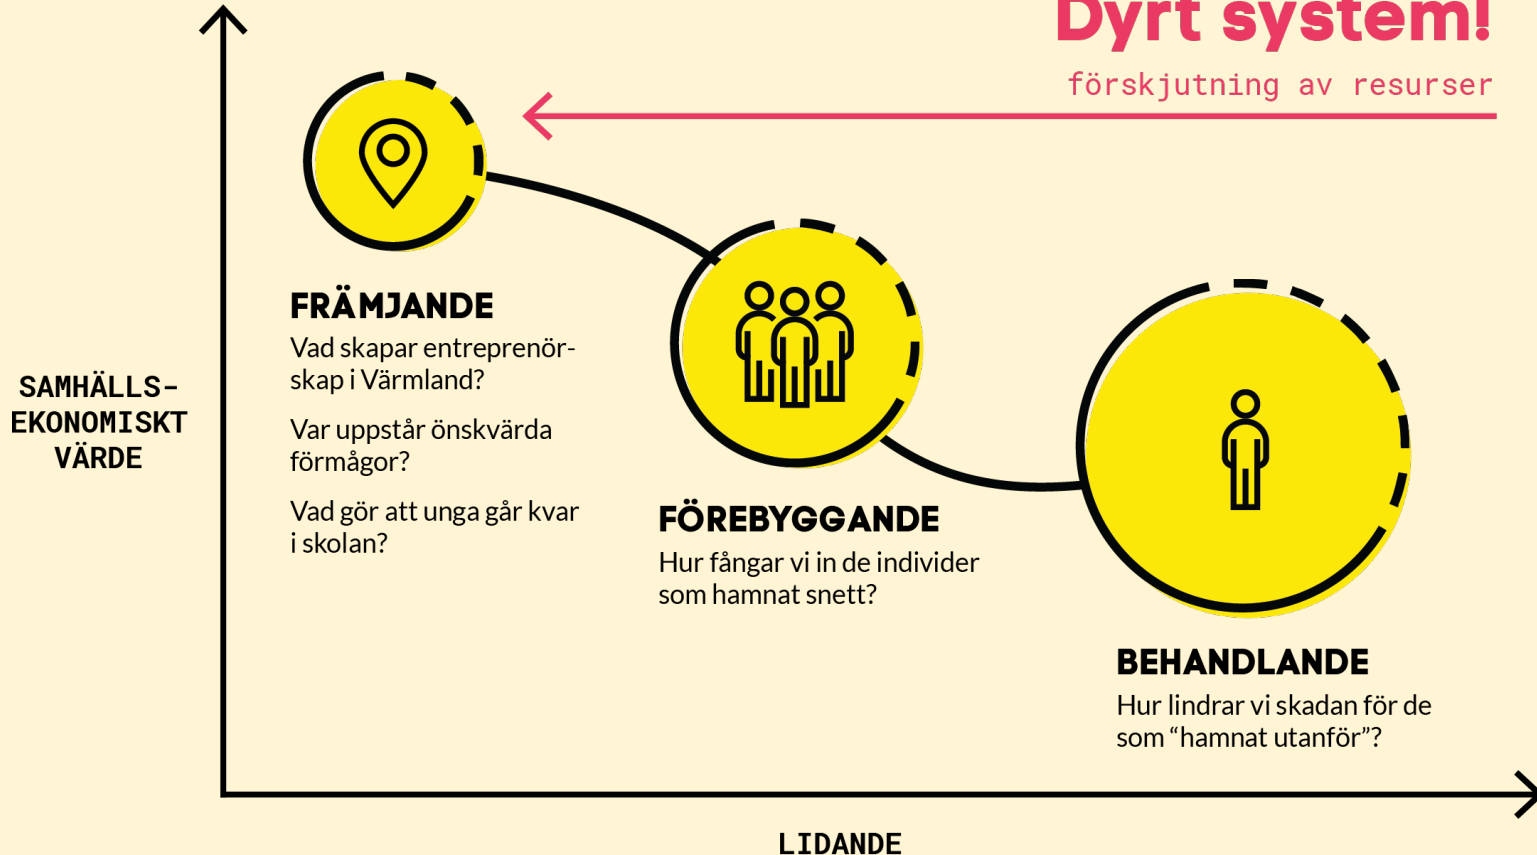 Dyrt system!
förskjutning av resurser
SAMHÄLLS-
EKONOMISKT
VÄRDE
FRÄMJANDE
Vad skapar entreprenör-
skap i Värmland?
Var uppstår önskvärda
förmågor?
Vad gör att unga går kvar
i skolan?
FÖREBYGGANDE
Hur fångar vi in de individer
som hamnat snett?
BEHANDLANDE
Hur lindrar vi skadan för de
som “hamnat utanför”?
LIDANDE